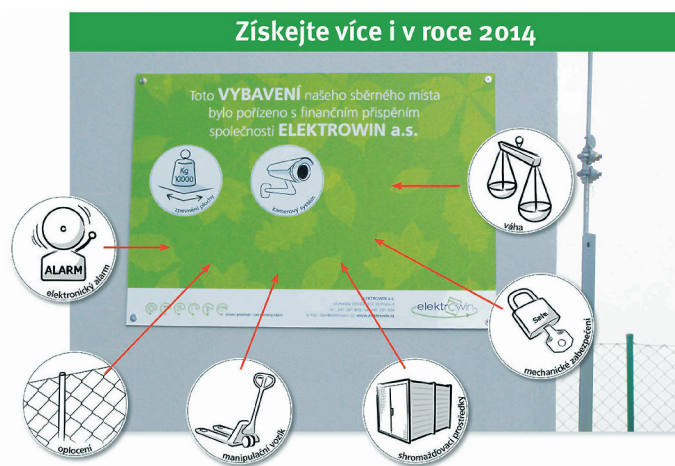 Získejte více i v roce 2014
Toto VYBAVENÍ našeho sběrného místa
bylo pořízeno s finančním přispěním
společnosti ELEKTROWIN a.s.
Kg
10000
zpevnění plochy
kamerový systém
váha
ALARM
elektronický alarm
ELEKTROWIN a.s.
elektrowin
Safe
mechanické zabezpečení
oplocení
manipulační vozík
shromažďovací prostředky